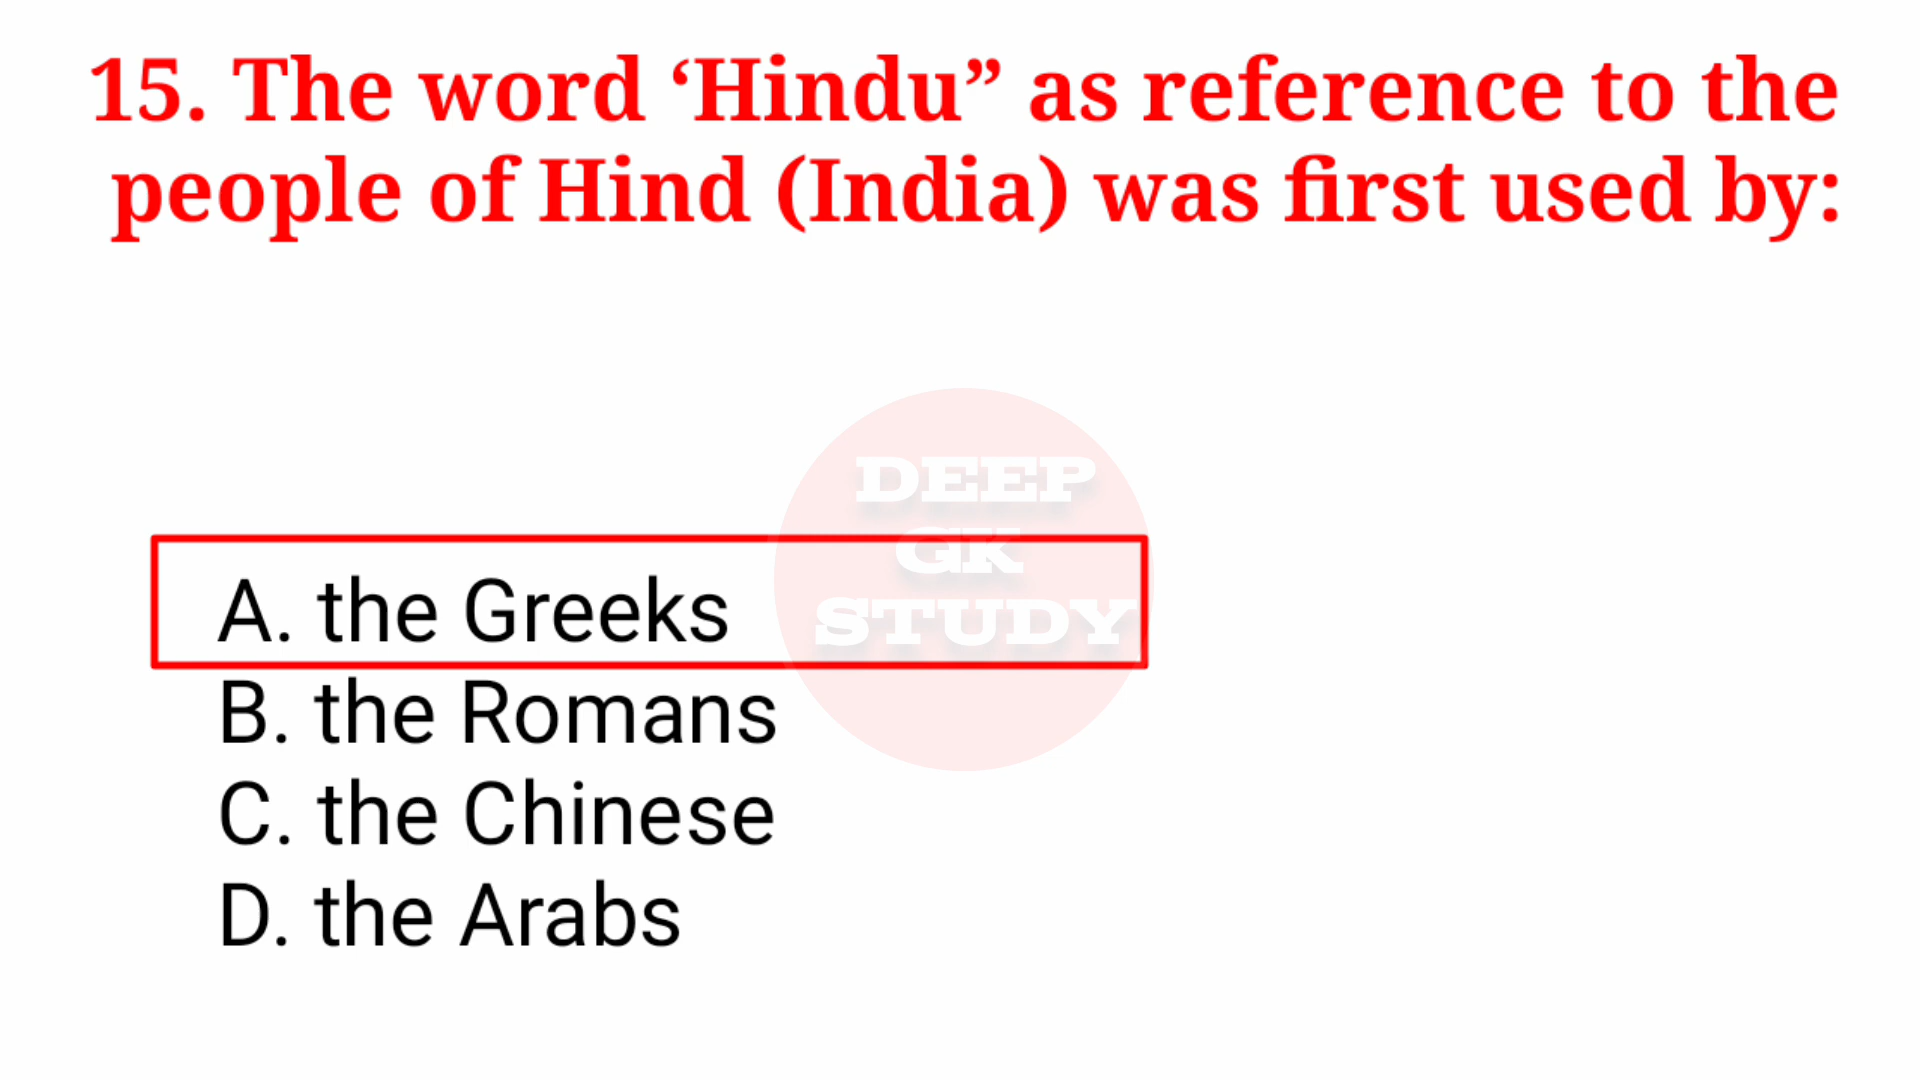 15. The word ‘Hindu” as reference to the
people of Hind (India) was first used by:
DEEP
GK
STUDY
A. the Greeks
B. the Romans
C. the Chinese
D. the Arabs